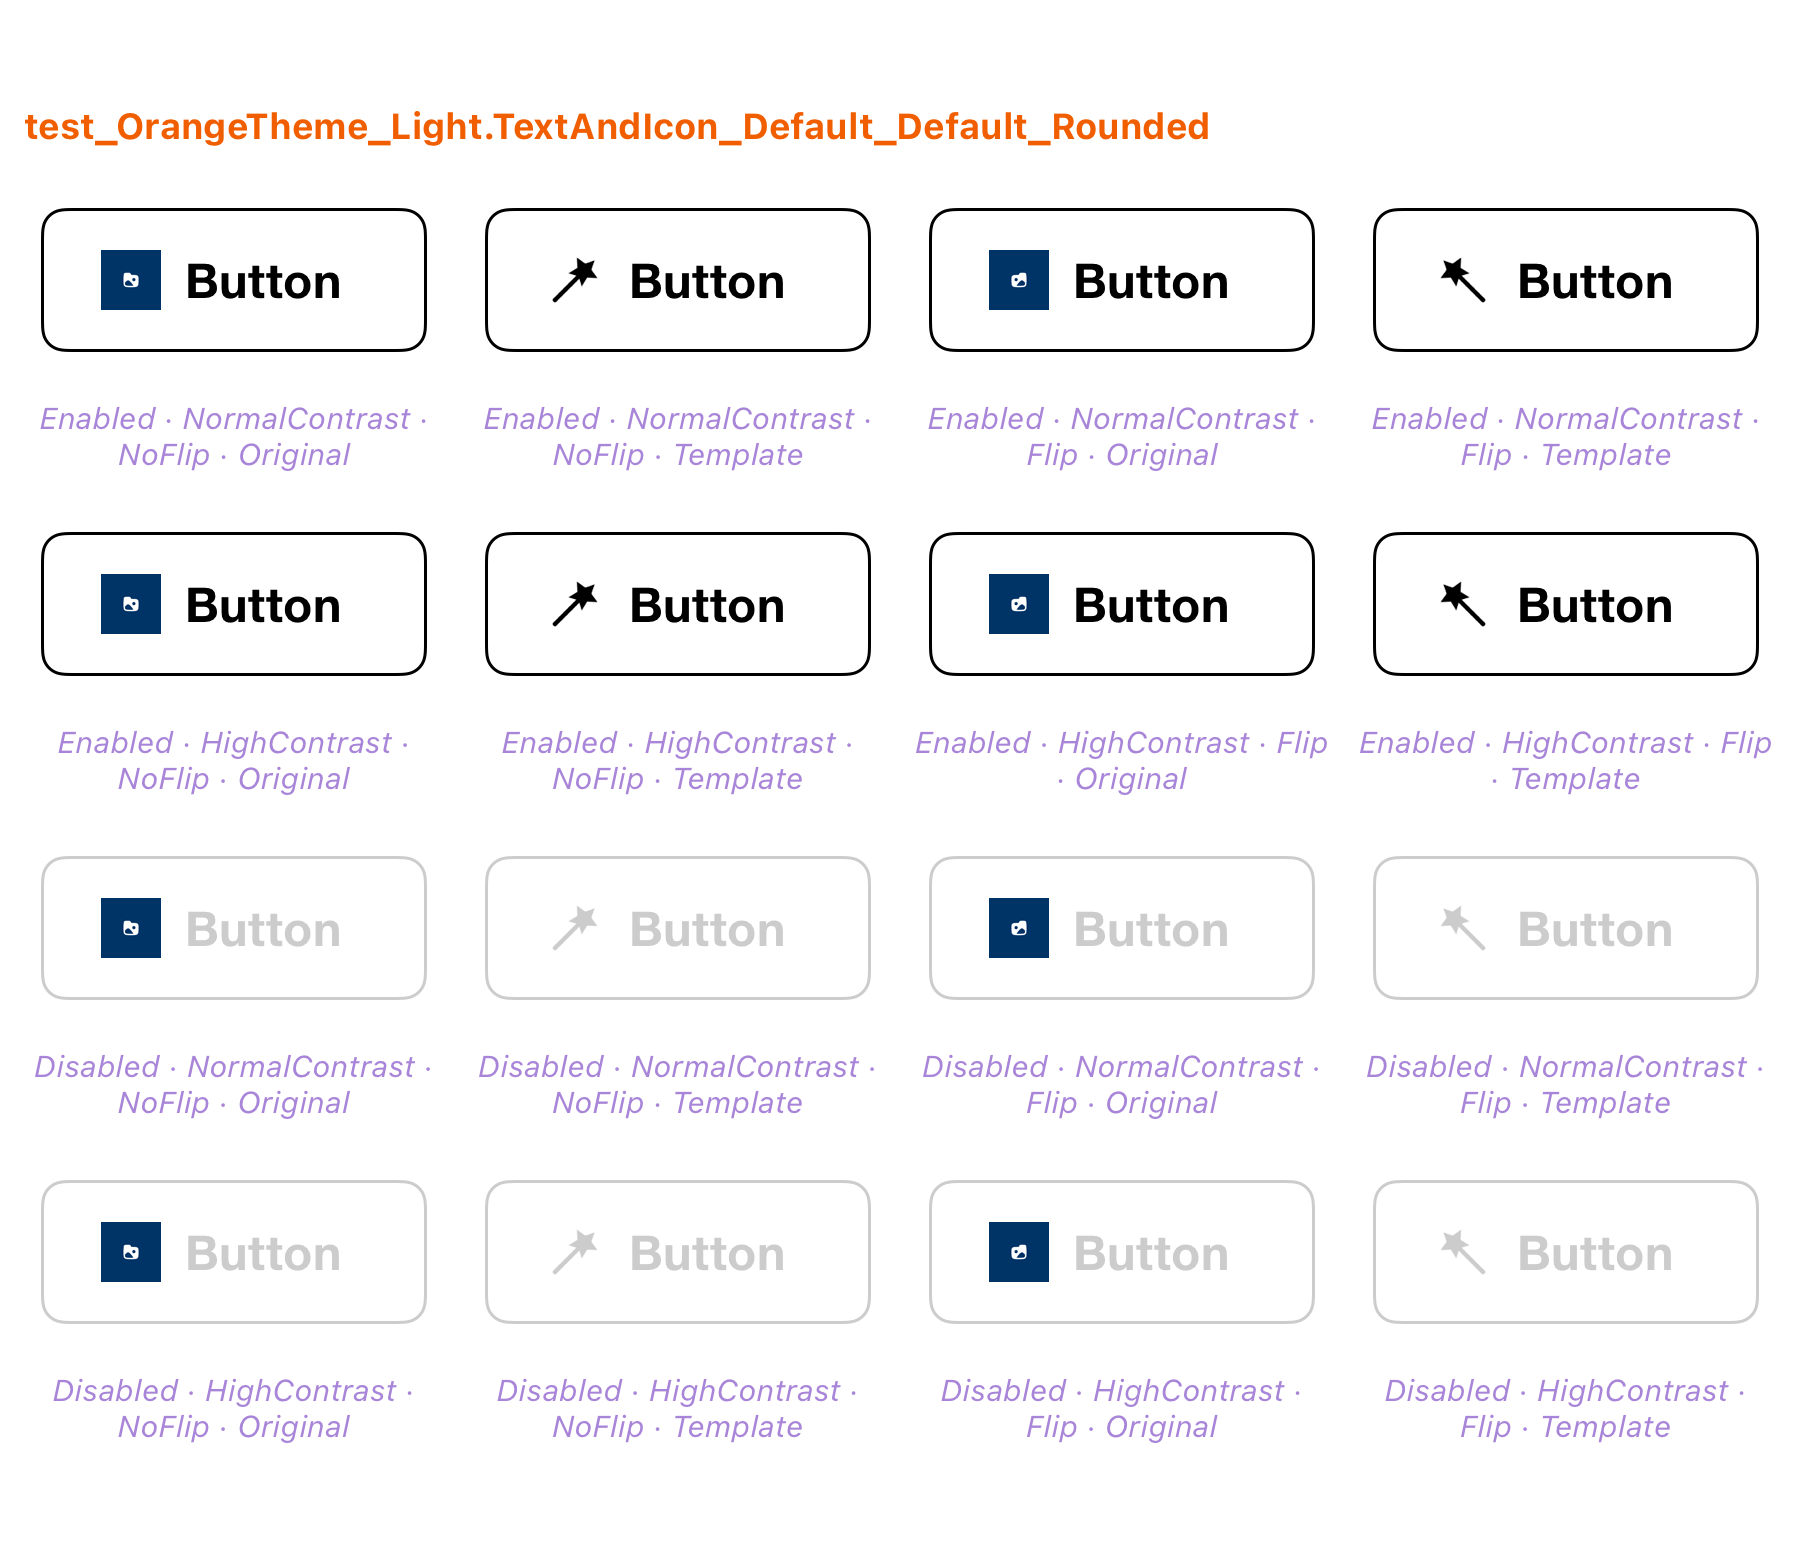 test_OrangeTheme_Light.TextAndIcon_Default_Default_Rounded
Button Button Button Button
Enabled · NormalContrast · Enabled · NormalContrast · Enabled · NormalContrast · Enabled · NormalContrast ·
NoFlip · Original NoFlip · Template Flip · Original Flip · Template
Button Button Button Button
Enabled · HighContrast · Enabled · HighContrast · Enabled · HighContrast · Flip Enabled · HighContrast · Flip
NoFlip · Original NoFlip · Template · Original · Template
Button Button Button Button
Disabled · NormalContrast · Disabled · NormalContrast · Disabled · NormalContrast · Disabled · NormalContrast ·
NoFlip · Original NoFlip · Template Flip · Original Flip · Template
Button Button Button Button
Disabled · HighContrast · Disabled · HighContrast · Disabled · HighContrast · Disabled · HighContrast ·
NoFlip · Original NoFlip · Template Flip · Original Flip · Template